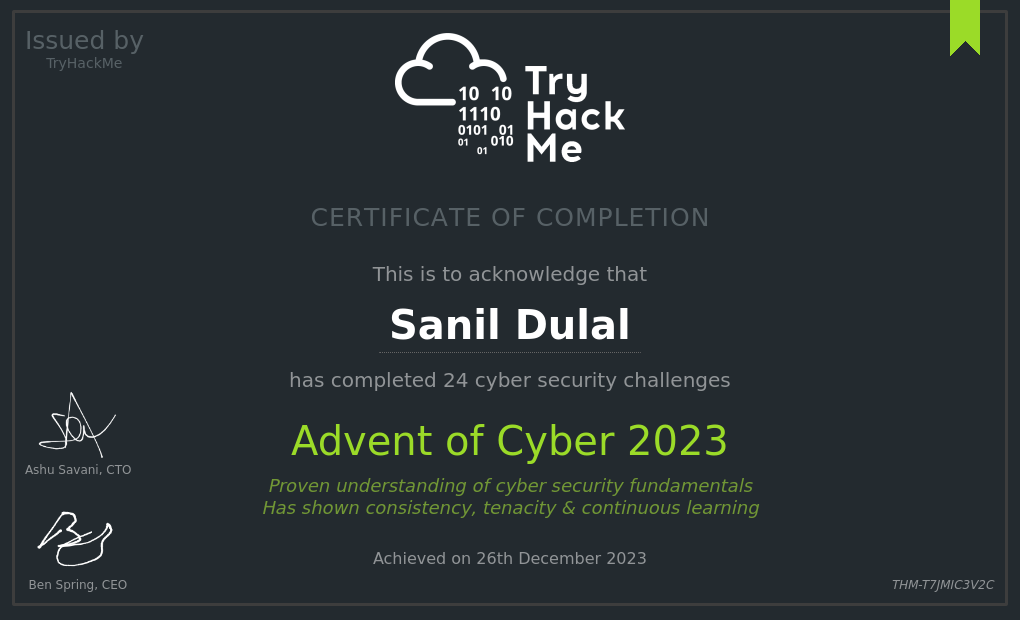 Issued by
TryHackMe
10 10
1110
0101 01
01 010
01
Try
Hack
Me
CERTIFICATE OF COMPLETION
This is to acknowledge that
Sanil Dulal
has completed 24 cyber security challenges
Advent of Cyber 2023
Proven understanding of cyber security fundamentals
Has shown consistency, tenacity & continuous learning
Achieved on 26th December 2023
Ashu Savani, CTO
Ben Spring, CEO
THM-T7JMIC3V2C